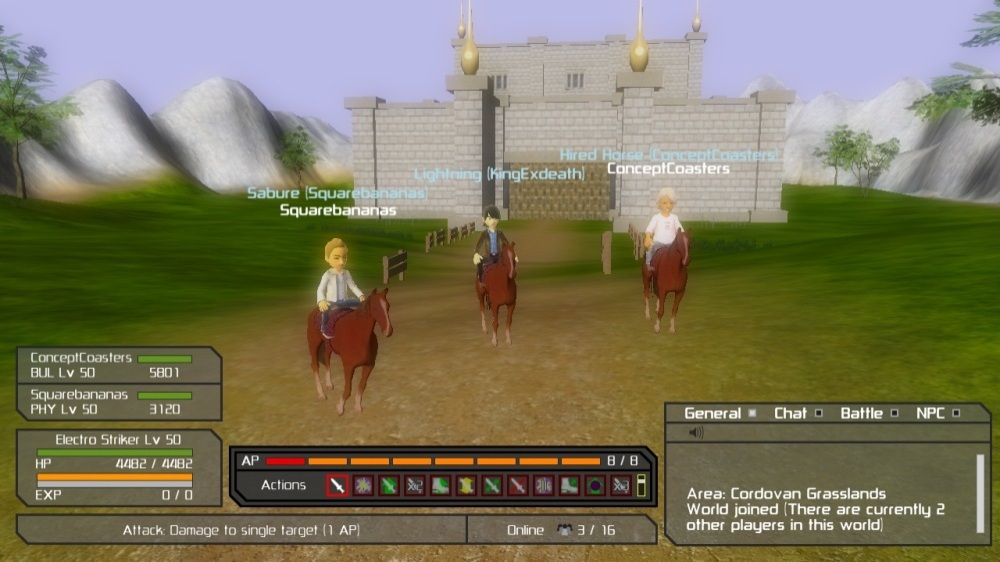 Hired Horse (ConceptCoasters)
ConceptCoasters
Lightning (KingExdeath)
Sabure (Squarebananas)
Squarebananas
ConceptCoasters
BUL Lv 50 5801
Squarebananas
PHY Lv 50 3120
Electro Striker Lv 50
HP 4482 / 4482
EXP 0 / 0
AP 8 / 8
Actions
Attack: Damage to single target (1 AP)
Online 3 / 16
General Chat Battle NPC
Area: Cordovan Grasslands
World joined (There are currently 2
other players in this world)